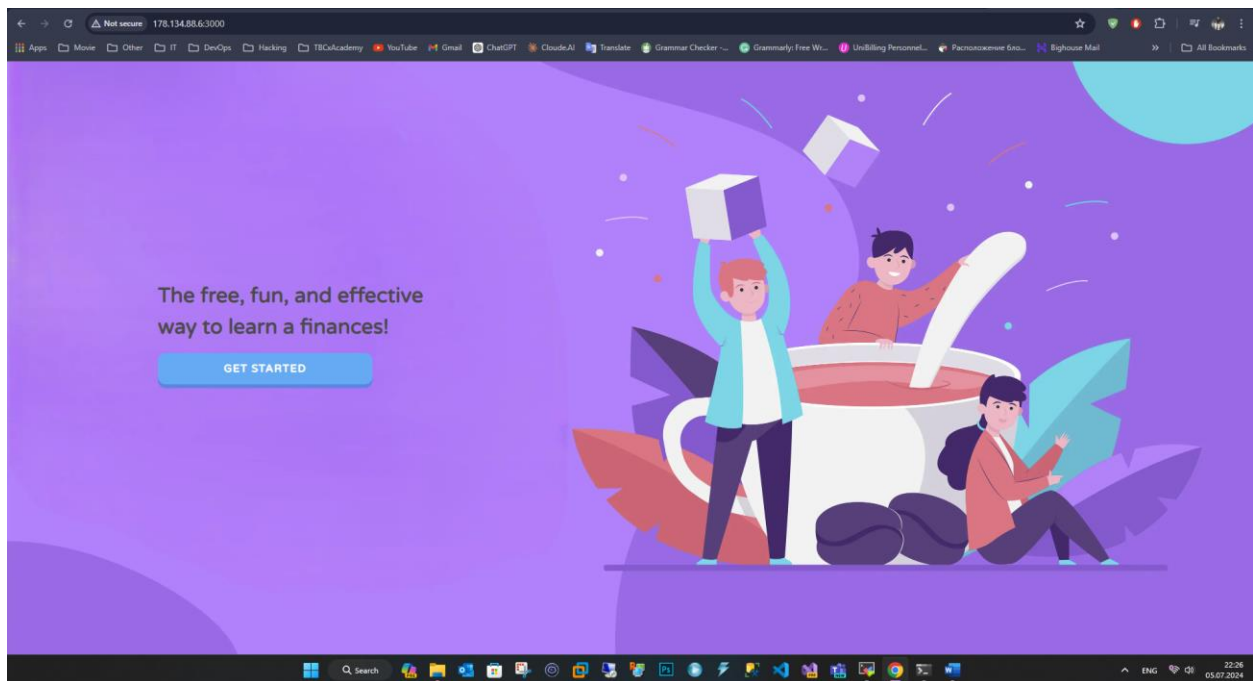 Not secure 178.134.88.6:3000
Apps Movie Other IT DevOps Hacking TBCxAcademy YouTube Gmail ChatGPT Cloude.AI Translate Grammar Checker -... Grammarly: Free Wr... UniBilling Personnel... Расположение бло... Bighouse Mail » All Bookmarks
The free, fun, and effective
way to learn a finances!
GET STARTED
Search
Ps
ENG
22:26
05.07.2024